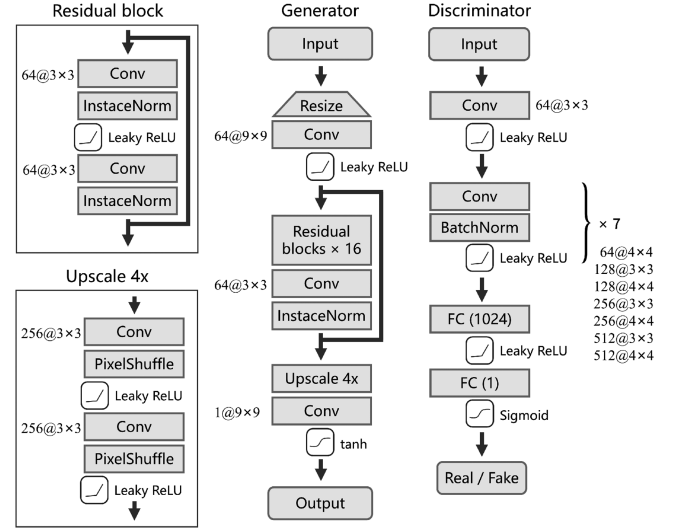 Residual block
64@3×3
Conv
InstaceNorm
Leaky ReLU
64@3×3
Conv
InstaceNorm
Upscale 4x
256@3×3
Conv
PixelShuffle
Leaky ReLU
256@3×3
Conv
PixelShuffle
Leaky ReLU
Generator
Input
Resize
64@9×9
Conv
Leaky ReLU
Residual
blocks × 16
64@3×3
Conv
InstaceNorm
Upscale 4x
1@9×9
Conv
tanh
Output
Discriminator
Input
Conv
64@3×3
Leaky ReLU
Conv
BatchNorm
Leaky ReLU
× 7
64@4×4
128@3×3
128@4×4
256@3×3
256@4×4
512@3×3
512@4×4
FC (1024)
Leaky ReLU
FC (1)
Sigmoid
Real / Fake